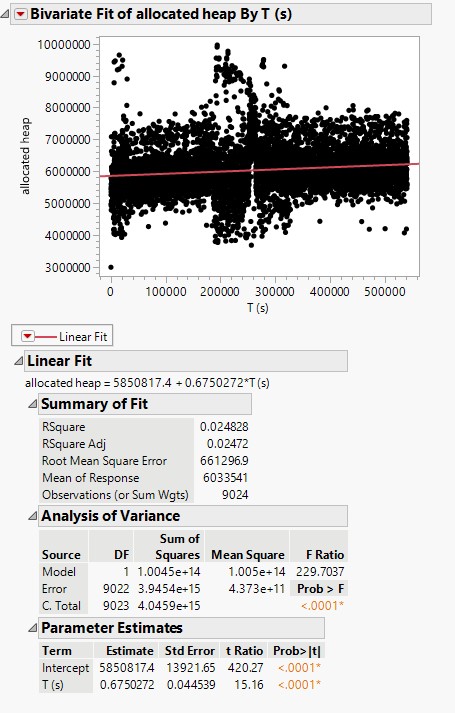 Bivariate Fit of allocated heap By T (s)
10000000
9000000
8000000
7000000
6000000
5000000
4000000
3000000
allocated heap
0 100000 200000 300000 400000 500000
T (s)
Linear Fit
Linear Fit
allocated heap = 5850817.4 + 0.6750272*T (s)
Summary of Fit
RSquare 0.024828
RSquare Adj 0.02472
Root Mean Square Error 661296.9
Mean of Response 6033541
Observations (or Sum Wgts) 9024
Analysis of Variance
Sum of
Source DF Squares Mean Square F Ratio
Model 1 1.0045e+14 1.005e+14 229.7037
Error 9022 3.9454e+15 4.373e+11 Prob > F
C. Total 9023 4.0459e+15 <.0001*
Parameter Estimates
Term Estimate Std Error t Ratio Prob>|t|
Intercept 5850817.4 13921.65 420.27 <.0001*
T (s) 0.6750272 0.044539 15.16 <.0001*